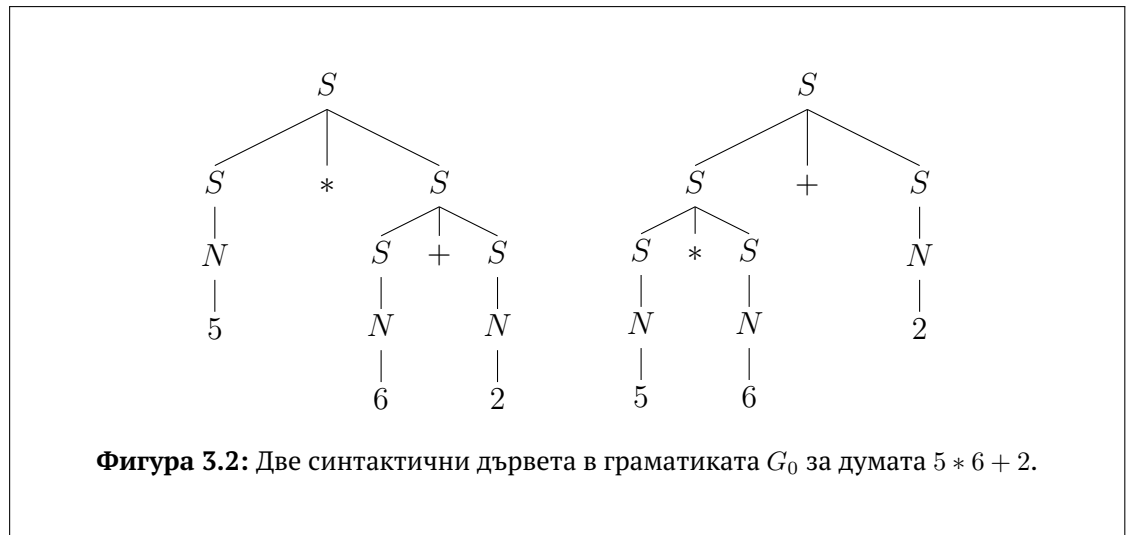 S S
S * S S + S
N S + S S * S N
5 N N N N 2
6 2 5 6
Фигура 3.2: Две синтактични дървета в граматиката G₀ за думата 5 * 6 + 2.